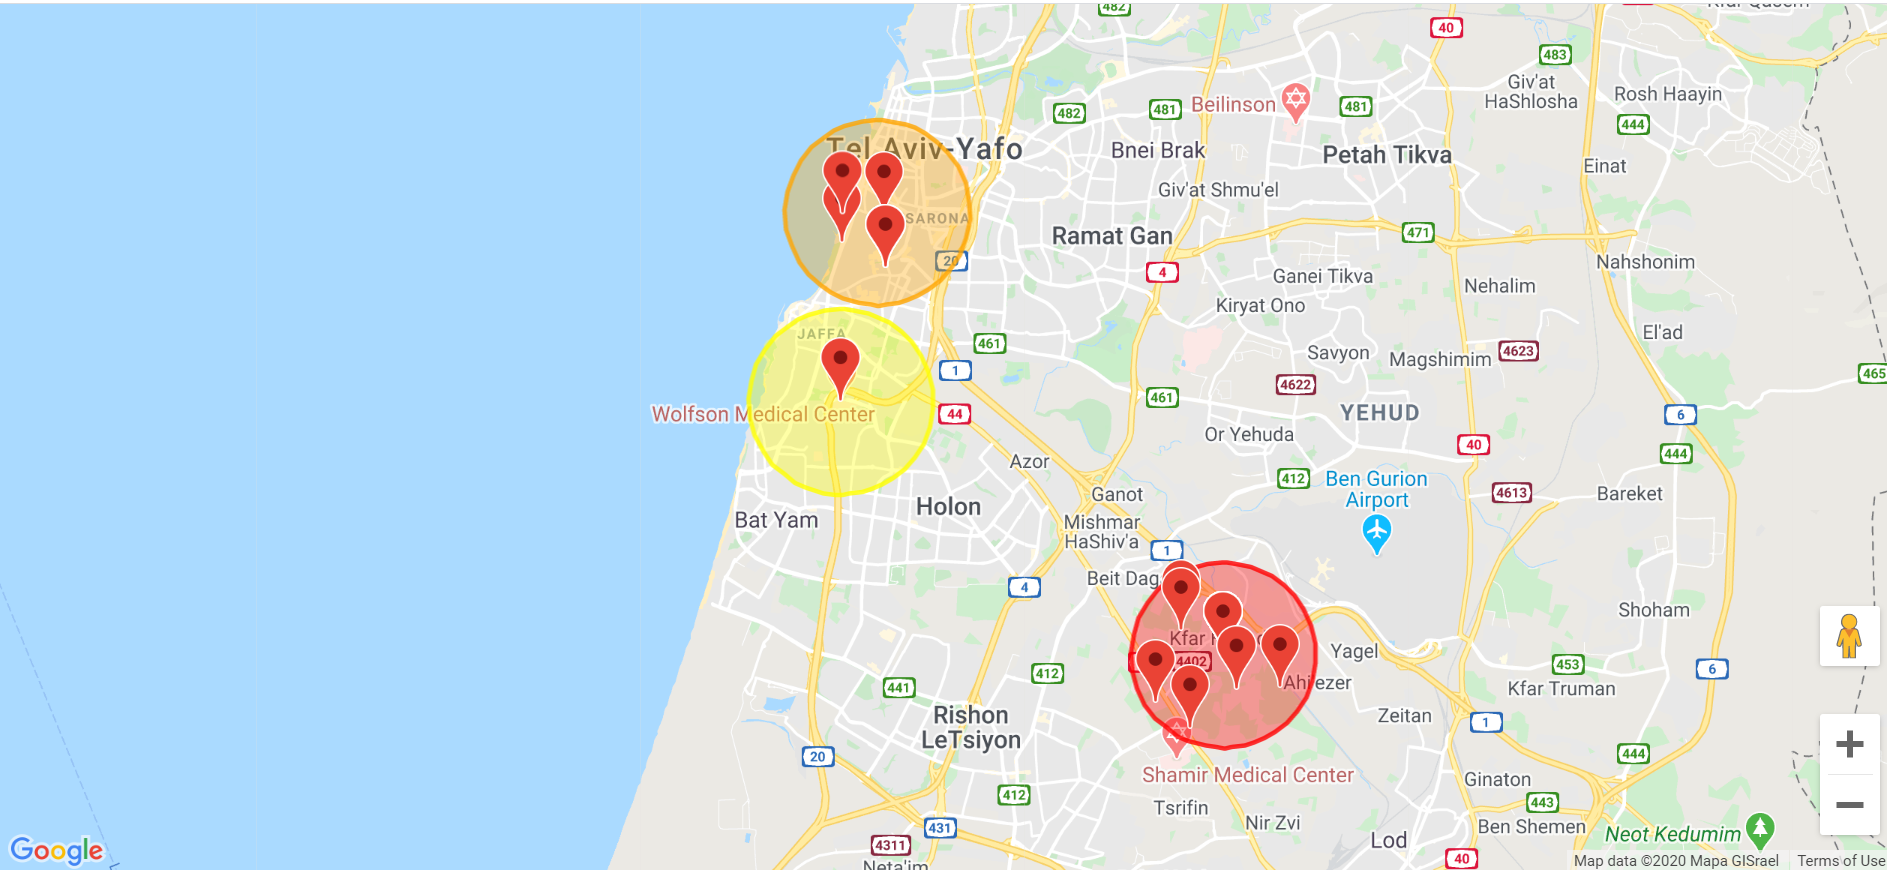 482
Kfar Qasem
40
483
Giv'at
HaShlosha
Rosh Haayin
Beilinson
482
481
481
444
Tel Aviv-Yafo
Bnei Brak
Petah Tikva
Einat
Giv'at Shmu'el
SARONA
Ramat Gan
471
20
4
Ganei Tikva
Nahshonim
Nehalim
Kiryat Ono
JAFFA
461
Savyon
Magshimim
4623
El'ad
1
465
4622
461
Wolfson Medical Center
44
YEHUD
6
Or Yehuda
40
444
Azor
412
Ben Gurion
Airport
4613
Bareket
Ganot
Holon
Bat Yam
Mishmar
HaShiv'a
1
Beit Dag
4
Shoham
Kfar
4402
Yagel
453
412
6
441
Ahi'ezer
Kfar Truman
Rishon
LeTsiyon
Zeitan
1
20
444
Shamir Medical Center
Ginaton
412
Tsrifin
443
431
Nir Zvi
Ben Shemen
Neot Kedumim
4311
Lod
40
Neta'im
Google
Map data ©2020 Mapa GISrael
Terms of Use